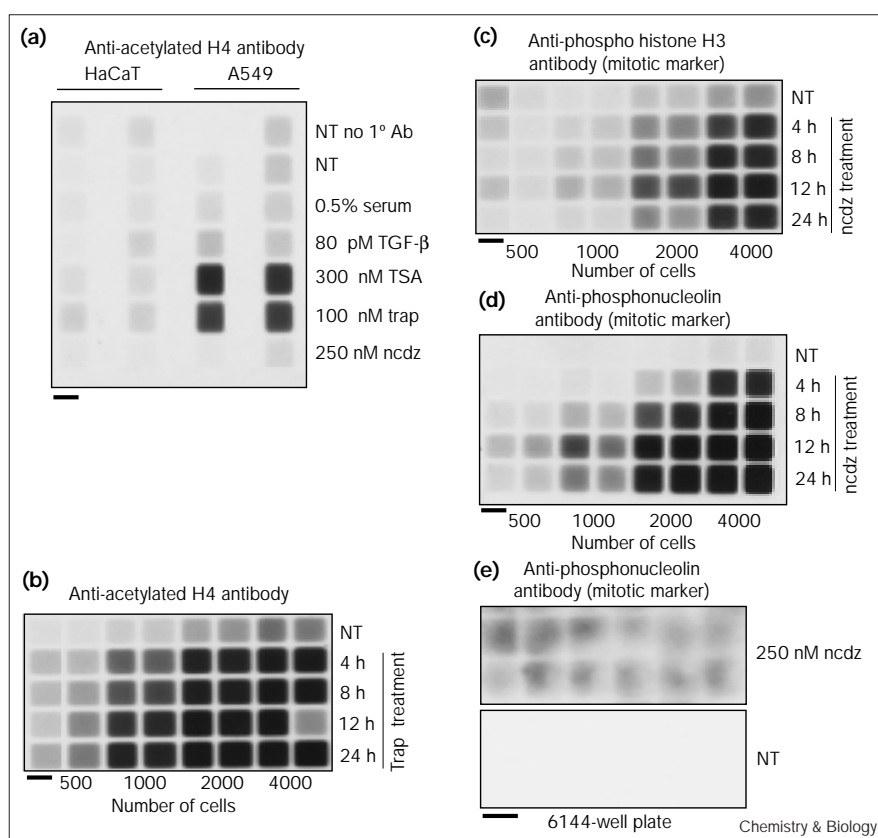 (a)
Anti-acetylated H4 antibody
HaCaT A549
NT no 1º Ab
NT
0.5% serum
80 pM TGF-β
300 nM TSA
100 nM trap
250 nM ncdz
(b)
Anti-acetylated H4 antibody
NT
4 h
8 h
12 h
24 h
Trap treatment
500 1000 2000 4000
Number of cells
(c)
Anti-phospho histone H3
antibody (mitotic marker)
NT
4 h
8 h
12 h
24 h
ncdz treatment
500 1000 2000 4000
Number of cells
(d)
Anti-phosphonucleolin
antibody (mitotic marker)
NT
4 h
8 h
12 h
24 h
ncdz treatment
500 1000 2000 4000
Number of cells
(e)
Anti-phosphonucleolin
antibody (mitotic marker)
250 nM ncdz
NT
6144-well plate
Chemistry & Biology